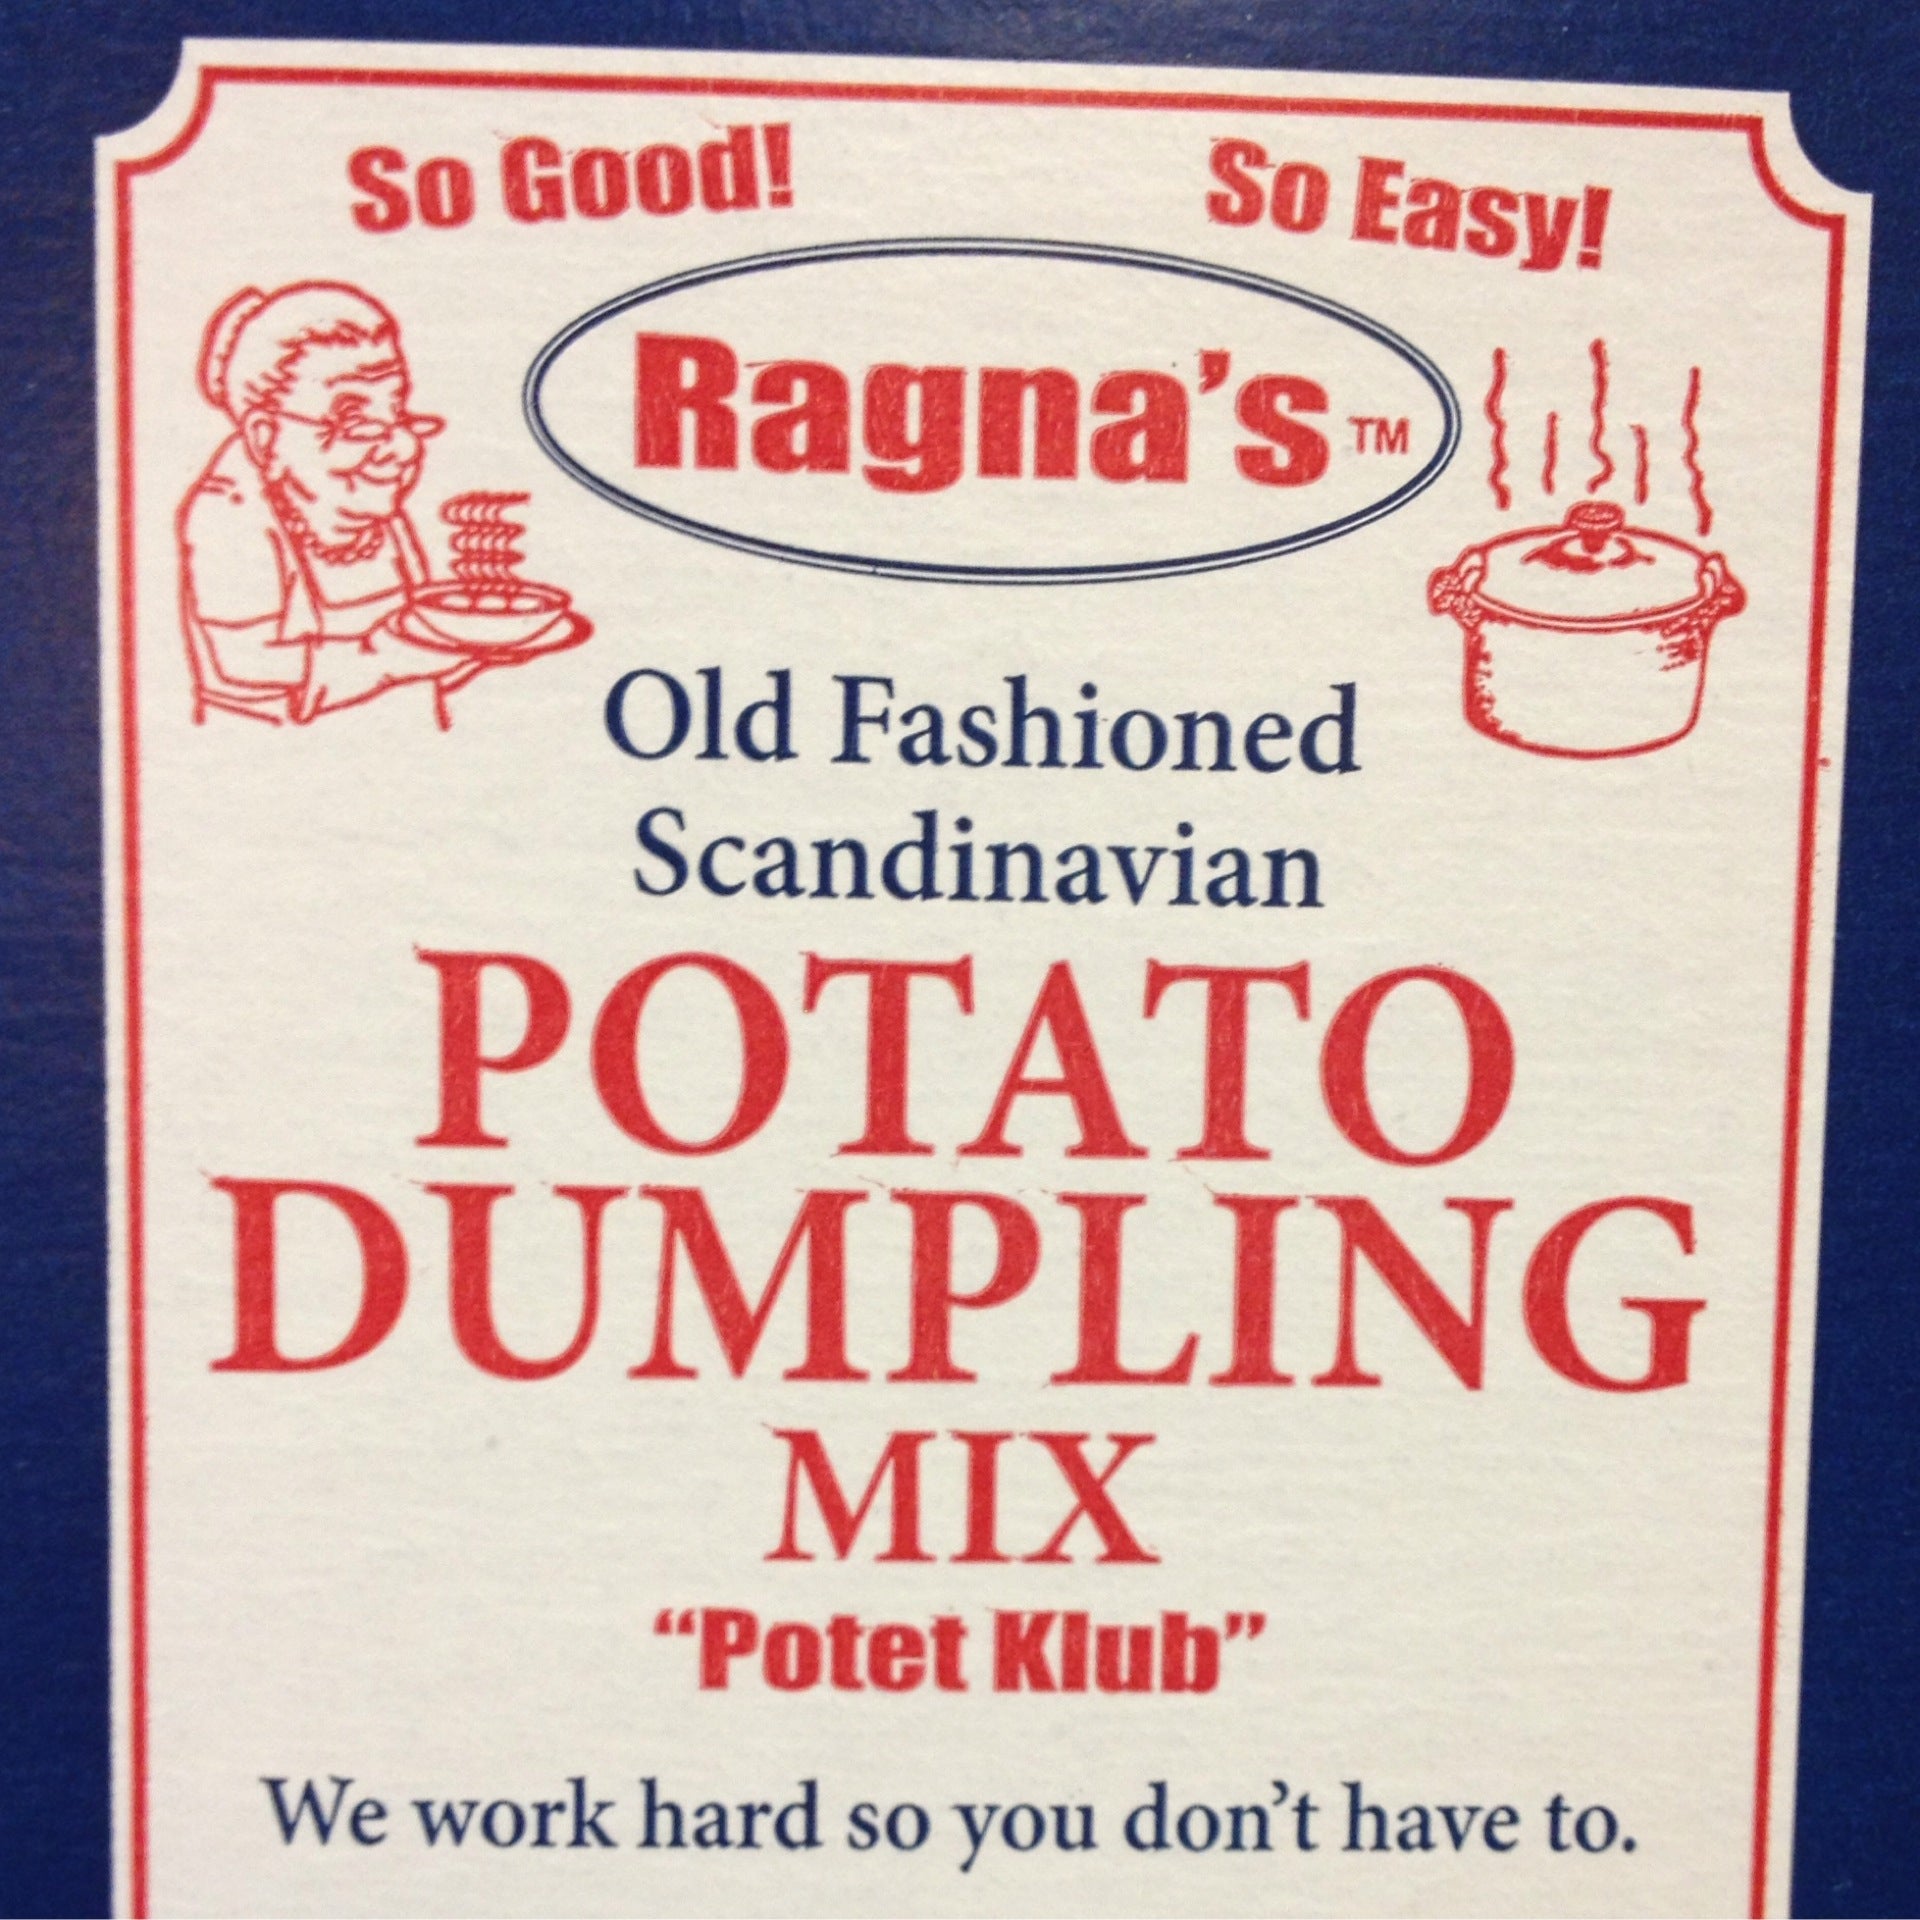 So Good! So Easy!
Ragna's™
Old Fashioned
Scandinavian
POTATO
DUMPLING
MIX
“Potet Klub”
We work hard so you don't have to.